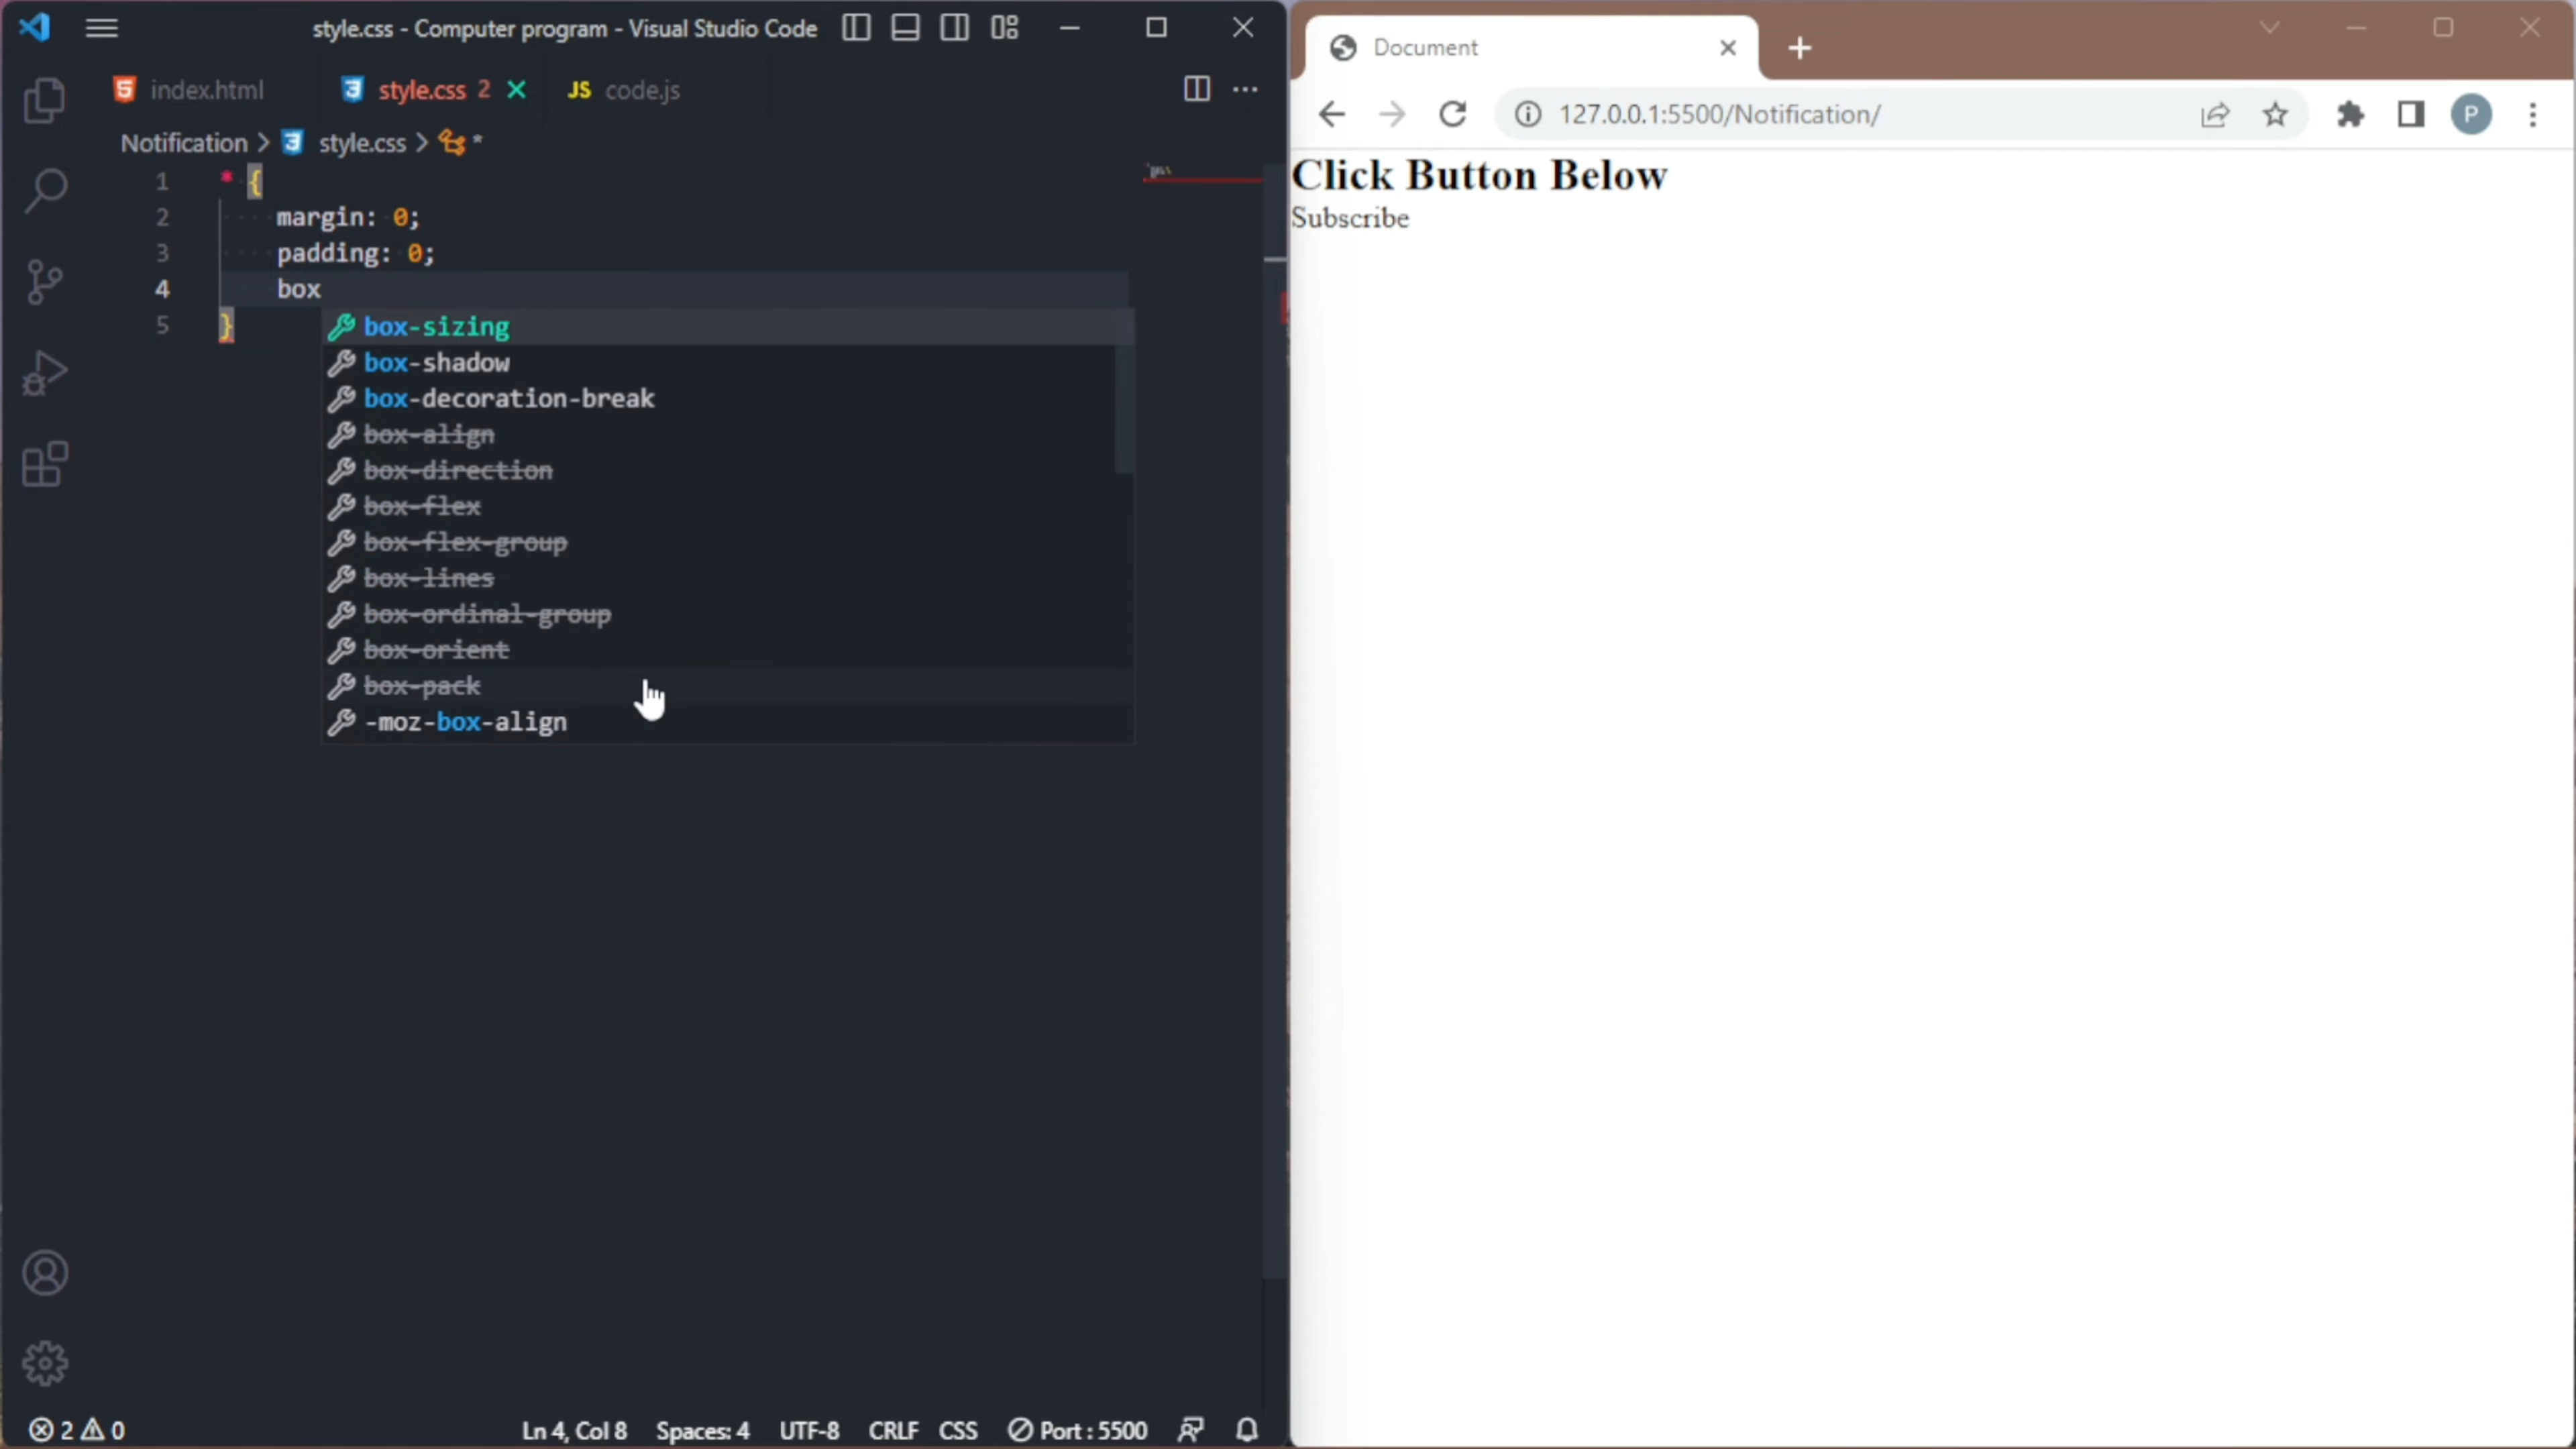 style.css - Computer program - Visual Studio Code
index.html
style.css 2
JS code.js
Notification > style.css > *
1 * {
2 margin: 0;
3 padding: 0;
4 box
5 }
box-sizing
box-shadow
box-decoration-break
box-align
box-direction
box-flex
box-flex-group
box-lines
box-ordinal-group
box-orient
box-pack
-moz-box-align
2 0
Ln 4, Col 8
Spaces: 4
UTF-8
CRLF
CSS
Port : 5500
Document
127.0.0.1:5500/Notification/
P
Click Button Below
Subscribe